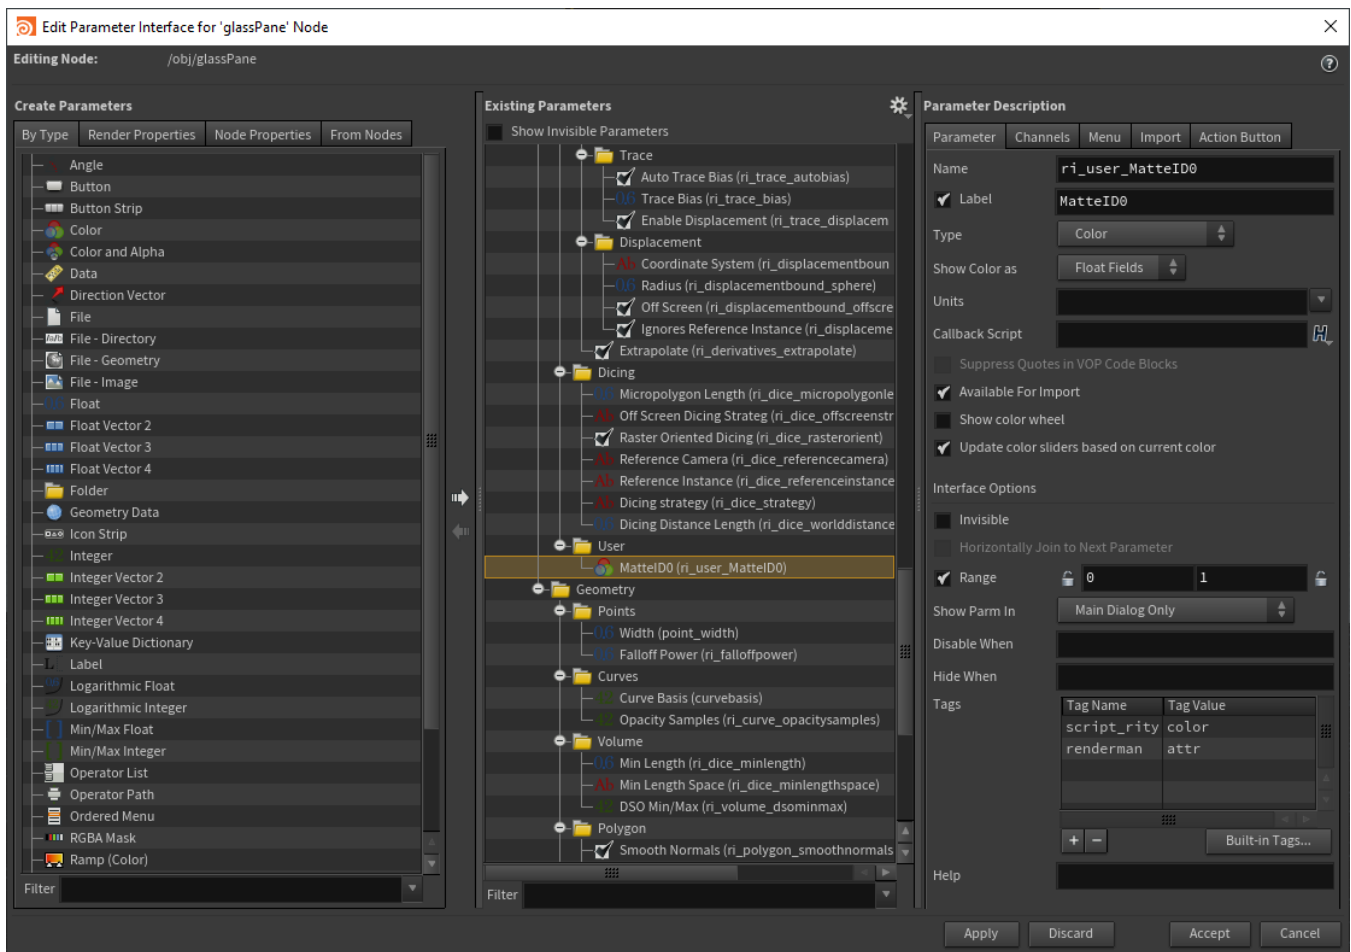 Edit Parameter Interface for 'glassPane' Node
Editing Node: /obj/glassPane
Create Parameters
By Type Render Properties Node Properties From Nodes
Angle
Button
Button Strip
Color
Color and Alpha
Data
Direction Vector
File
File - Directory
File - Geometry
File - Image
Float
Float Vector 2
Float Vector 3
Float Vector 4
Folder
Geometry Data
Icon Strip
Integer
Integer Vector 2
Integer Vector 3
Integer Vector 4
Key-Value Dictionary
Label
Logarithmic Float
Logarithmic Integer
Min/Max Float
Min/Max Integer
Operator List
Operator Path
Ordered Menu
RGBA Mask
Ramp (Color)
Filter
Existing Parameters
Show Invisible Parameters
Trace
Auto Trace Bias (ri_trace_autobias)
Trace Bias (ri_trace_bias)
Enable Displacement (ri_trace_displacem
Displacement
Coordinate System (ri_displacementboun
Radius (ri_displacementbound_sphere)
Off Screen (ri_displacementbound_offscre
Ignores Reference Instance (ri_displaceme
Extrapolate (ri_derivatives_extrapolate)
Dicing
Micropolygon Length (ri_dice_micropolygonle
Off Screen Dicing Strateg (ri_dice_offscreenstr
Raster Oriented Dicing (ri_dice_rasterorient)
Reference Camera (ri_dice_referencecamera)
Reference Instance (ri_dice_referenceinstance
Dicing strategy (ri_dice_strategy)
Dicing Distance Length (ri_dice_worlddistance
User
MatteID0 (ri_user_MatteID0)
Geometry
Points
Width (point_width)
Falloff Power (ri_falloffpower)
Curves
Curve Basis (curvebasis)
Opacity Samples (ri_curve_opacitysamples)
Volume
Min Length (ri_dice_minlength)
Min Length Space (ri_dice_minlengthspace)
DSO Min/Max (ri_volume_dsominmax)
Polygon
Smooth Normals (ri_polygon_smoothnormals
Filter
Parameter Description
Parameter Channels Menu Import Action Button
Name ri_user_MatteID0
Label MatteID0
Type Color
Show Color as Float Fields
Units
Callback Script
Suppress Quotes in VOP Code Blocks
Available For Import
Show color wheel
Update color sliders based on current color
Interface Options
Invisible
Horizontally Join to Next Parameter
Range 0 1
Show Parm In Main Dialog Only
Disable When
Hide When
Tags Tag Name Tag Value
script_rity color
renderman attr
+ − Built-in Tags...
Help
Apply Discard Accept Cancel